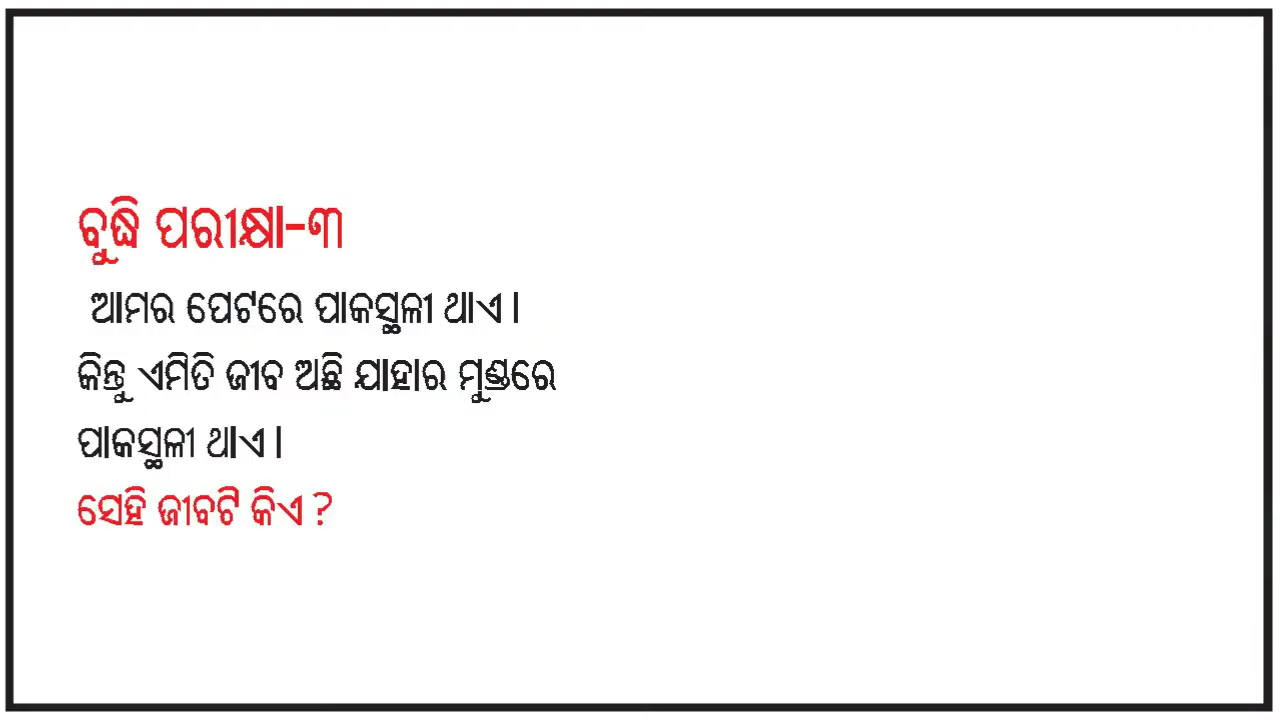 ବୁଦ୍ଧି ପରୀକ୍ଷା-୩
ଆମର ପେଟରେ ପାକସ୍ଥଳୀ ଥାଏ ।
କିନ୍ତୁ ଏମିତି ଜୀବ ଅଛି ଯାହାର ମୁଣ୍ଡରେ
ପାକସ୍ଥଳୀ ଥାଏ ।
ସେହି ଜୀବଟି କିଏ ?